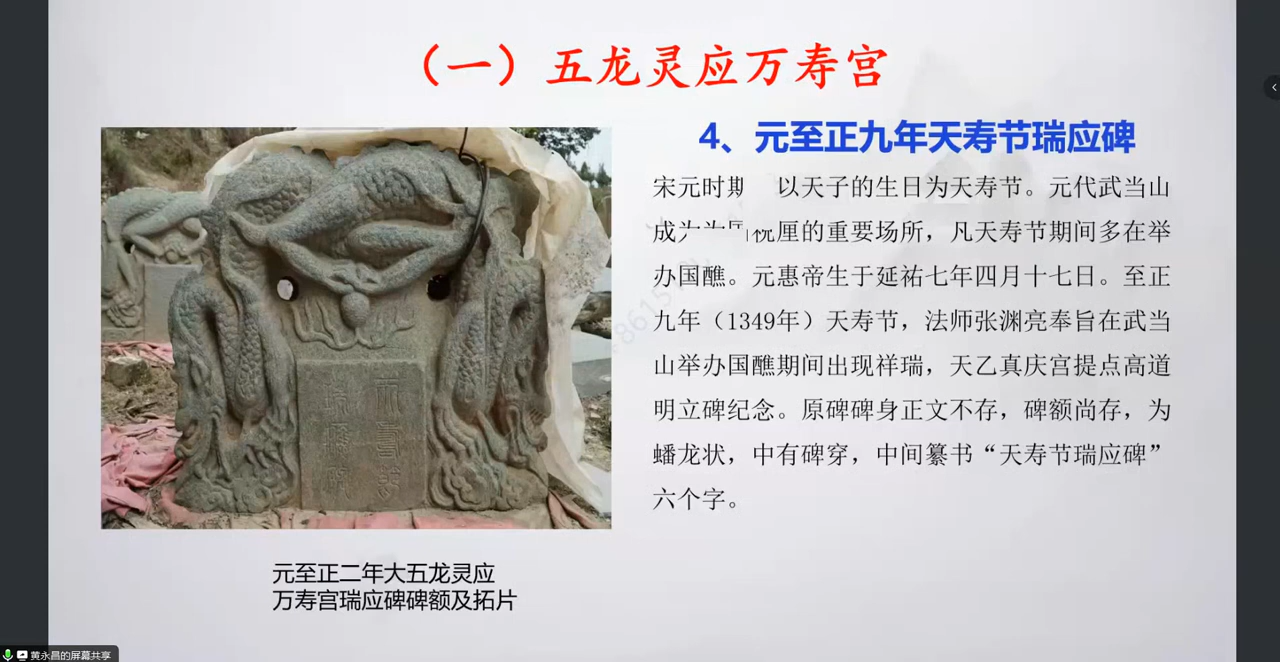 （一）五龙灵应万寿宫
4、元至正九年天寿节瑞应碑
宋元时期 以天子的生日为天寿节。元代武当山
成为为国祝厘的重要场所，凡天寿节期间多在举
办国醮。元惠帝生于延祐七年四月十七日。至正
九年（1349年）天寿节，法师张渊亮奉旨在武当
山举办国醮期间出现祥瑞，天乙真庆宫提点高道
明立碑纪念。原碑碑身正文不存，碑额尚存，为
蟠龙状，中有碑穿，中间纂书“天寿节瑞应碑”
六个字。
元至正二年大五龙灵应
万寿宫瑞应碑碑额及拓片
黄永昌的屏幕共享